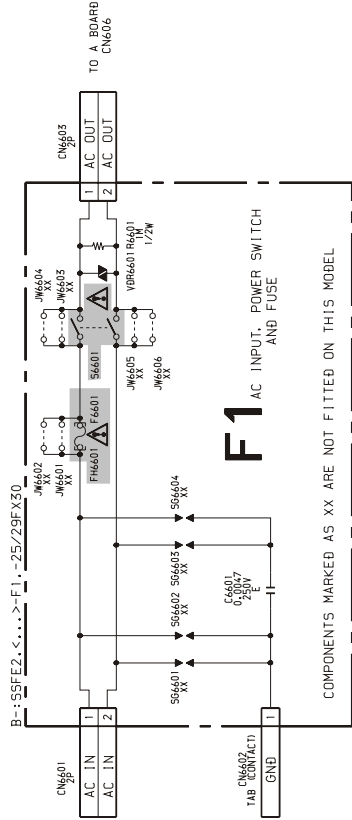 B-:SSFE2.<...>-F1.-25/29FX30
CN6601
2P
AC IN 1
AC IN 2
CN6602
TAB (CONTACT)
GND 1
JW6602
XX
JW6601
XX
FH6601
F6601
JW6604
XX
JW6603
XX
S6601
JW6605
XX
JW6606
XX
VDR6601
R6601
1M
1/2W
CN6603
2P
1 AC OUT
2 AC OUT
TO A BOARD
CN606
SG6601
XX
SG6602
XX
SG6603
XX
SG6604
XX
C6601
0.0047
250V
E
F1
AC INPUT, POWER SWITCH
AND FUSE
COMPONENTS MARKED AS XX ARE NOT FITTED ON THIS MODEL